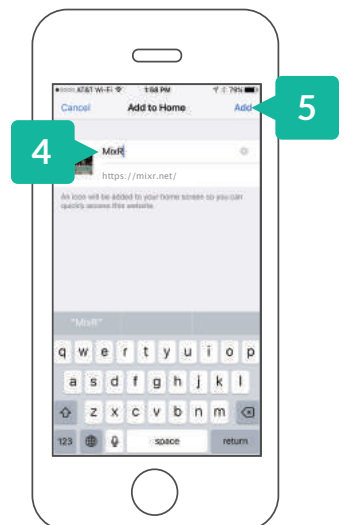 AT&T Wi-Fi 1:58 PM 79%
Cancel Add to Home Add
5
4
MixR
https://mixr.net/
An icon will be added to your home screen so you can
quickly access this website.
"MixR"
q w e r t y u i o p
a s d f g h j k l
z x c v b n m
123 space return